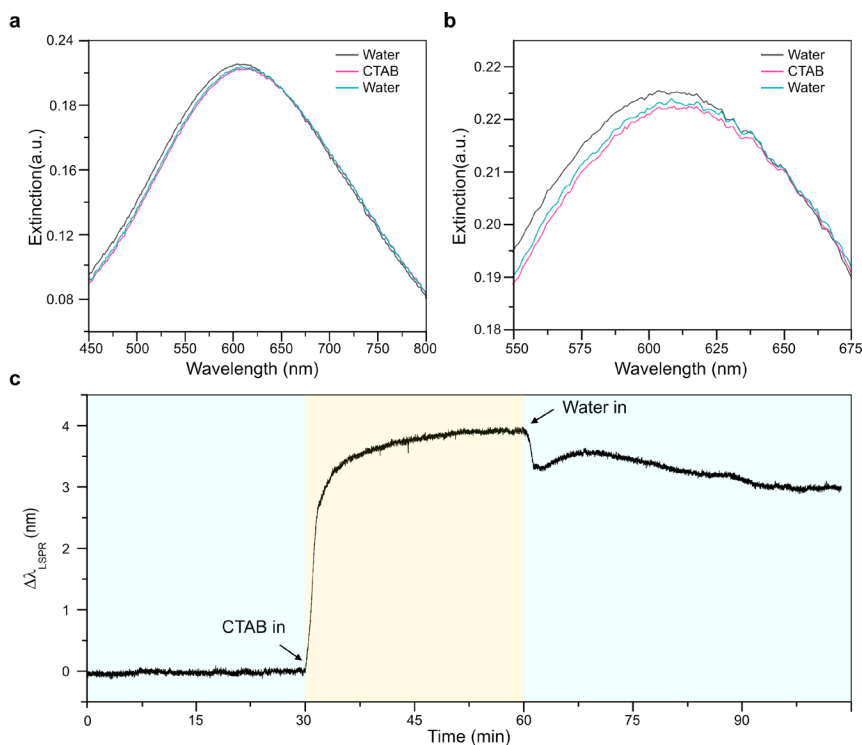 a
Extinction(a.u.)
0.24
0.20
0.16
0.12
0.08
Water
CTAB
Water
450 500 550 600 650 700 750 800
Wavelength (nm)
b
Extinction(a.u.)
0.22
0.22
0.21
0.20
0.19
0.18
Water
CTAB
Water
550 575 600 625 650 675
Wavelength (nm)
c
Δλ_LSPR (nm)
4
3
2
1
0
CTAB in
Water in
0 15 30 45 60 75 90
Time (min)